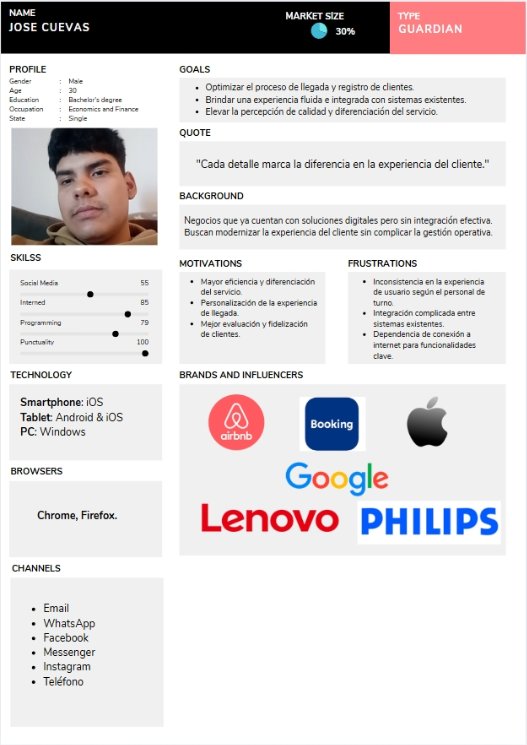 NAME
JOSE CUEVAS
MARKET SIZE
30%
TYPE
GUARDIAN
PROFILE
Gender : Male
Age : 30
Education : Bachelor's degree
Occupation : Economics and Finance
State : Single
SKILSS
Social Media 55
Interned 85
Programming 79
Punctuality 100
TECHNOLOGY
Smartphone: iOS
Tablet: Android & iOS
PC: Windows
BROWSERS
Chrome, Firefox.
CHANNELS
• Email
• WhatsApp
• Facebook
• Messenger
• Instagram
• Teléfono
GOALS
• Optimizar el proceso de llegada y registro de clientes.
• Brindar una experiencia fluida e integrada con sistemas existentes.
• Elevar la percepción de calidad y diferenciación del servicio.
QUOTE
"Cada detalle marca la diferencia en la experiencia del cliente."
BACKGROUND
Negocios que ya cuentan con soluciones digitales pero sin integración efectiva.
Buscan modernizar la experiencia del cliente sin complicar la gestión operativa.
MOTIVATIONS
• Mayor eficiencia y diferenciación
del servicio.
• Personalización de la experiencia
de llegada.
• Mejor evaluación y fidelización
de clientes.
FRUSTRATIONS
• Inconsistencia en la experiencia
de usuario según el personal de
turno.
• Integración complicada entre
sistemas existentes.
• Dependencia de conexión a
internet para funcionalidades
clave.
BRANDS AND INFLUENCERS
airbnb
Booking
Google
Lenovo
PHILIPS